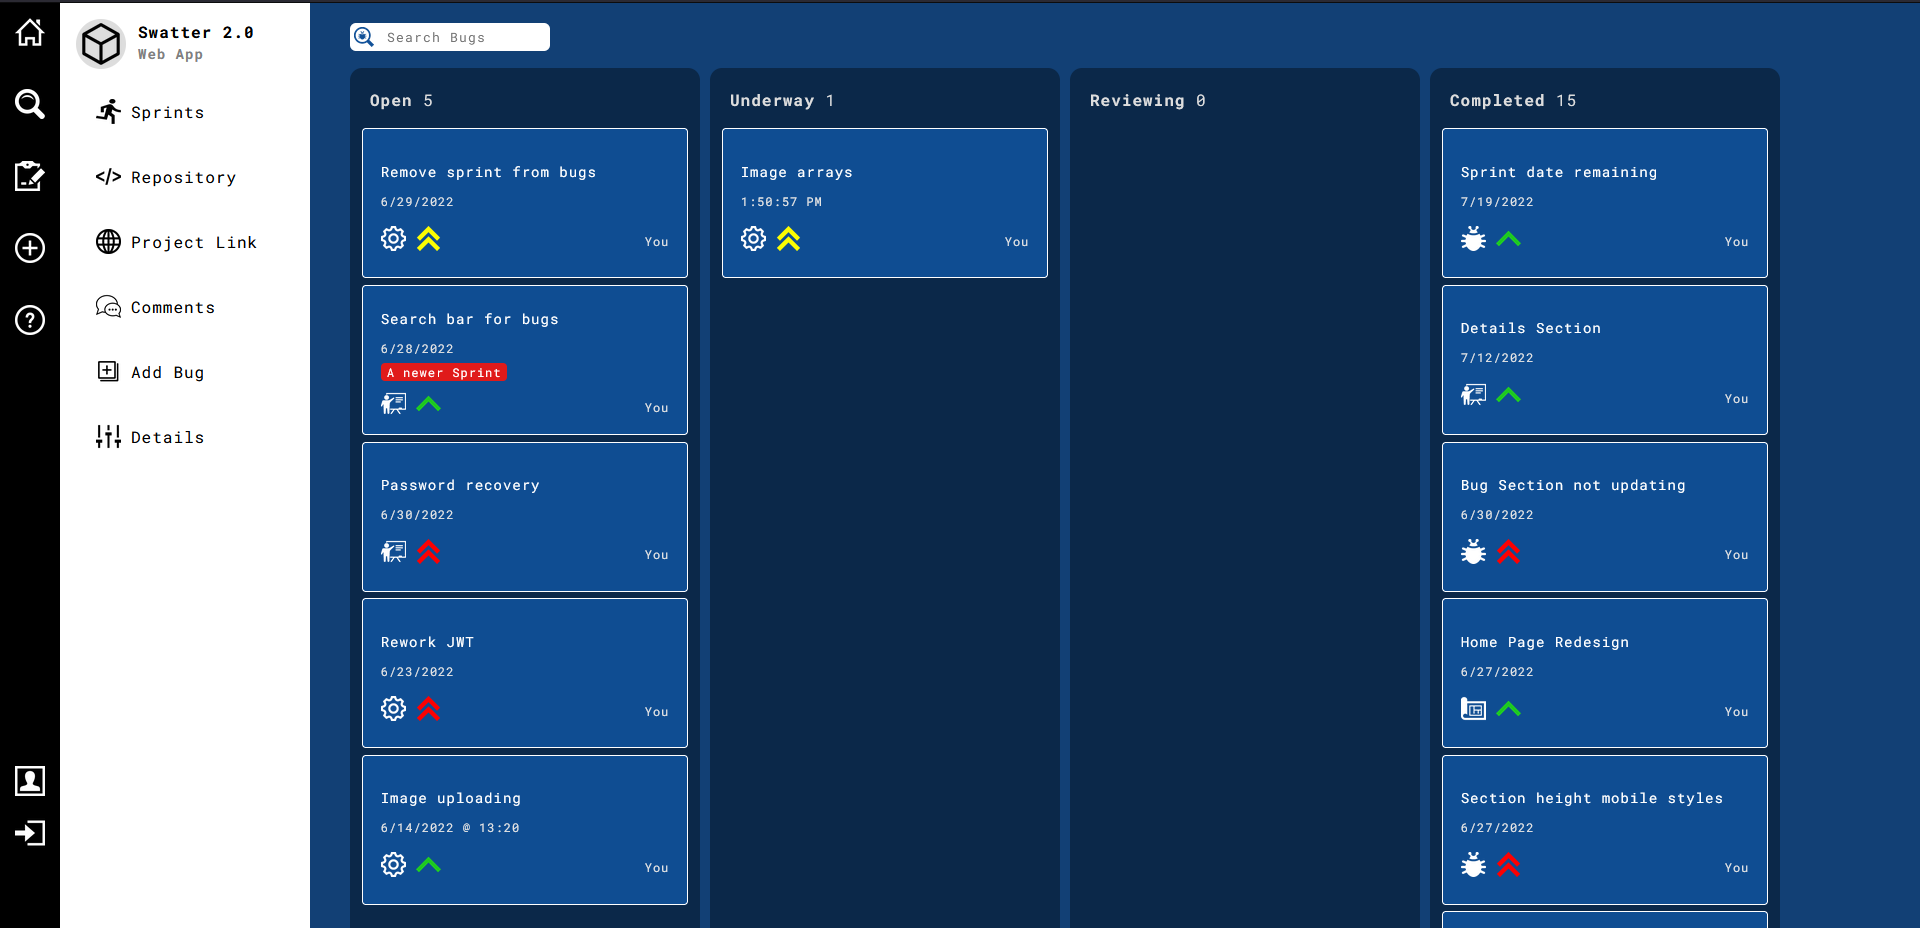 Swatter 2.0
Web App
Sprints
Repository
Project Link
Comments
Add Bug
Details
Search Bugs
Open 5
Remove sprint from bugs
6/29/2022
You
Search bar for bugs
6/28/2022
A newer Sprint
You
Password recovery
6/30/2022
You
Rework JWT
6/23/2022
You
Image uploading
6/14/2022 @ 13:20
You
Underway 1
Image arrays
1:50:57 PM
You
Reviewing 0
Completed 15
Sprint date remaining
7/19/2022
You
Details Section
7/12/2022
You
Bug Section not updating
6/30/2022
You
Home Page Redesign
6/27/2022
You
Section height mobile styles
6/27/2022
You